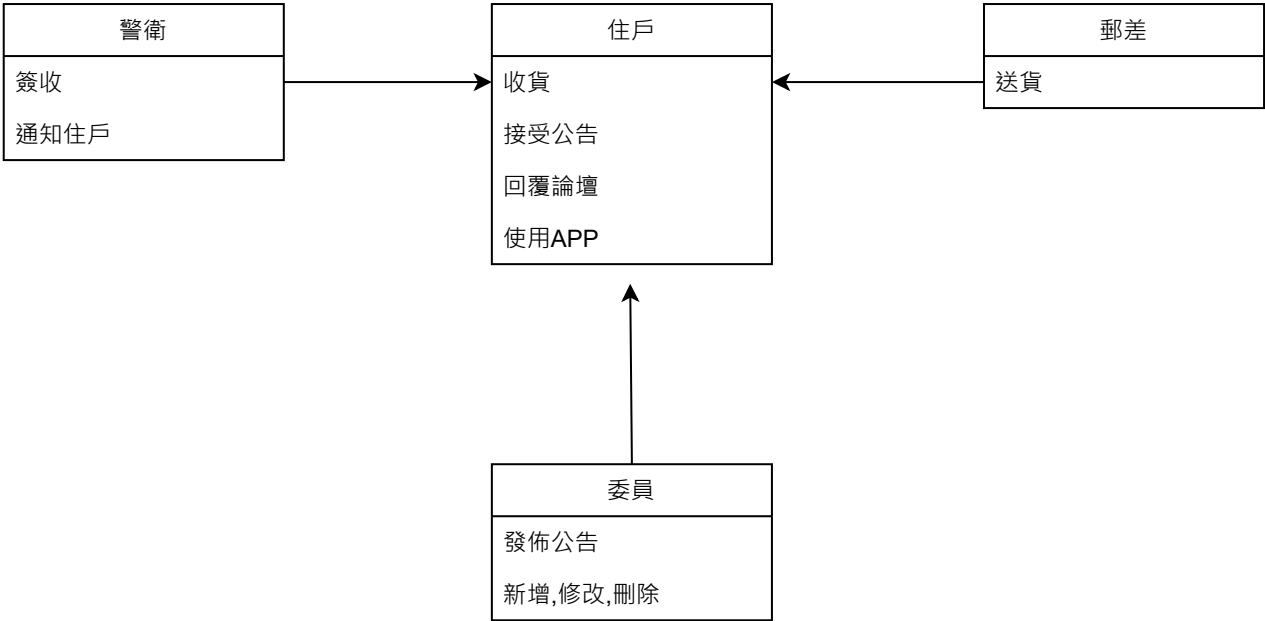 警衛
簽收
通知住戶
住戶
收貨
接受公告
回覆論壇
使用APP
郵差
送貨
委員
發佈公告
新增,修改,刪除